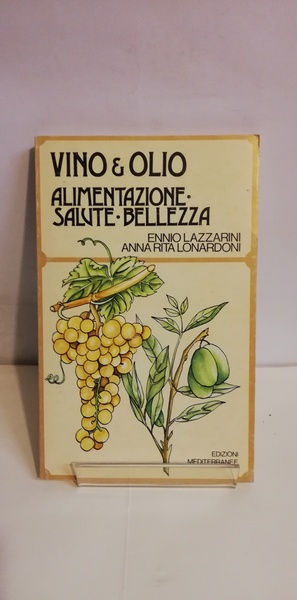 VINO & OLIO
ALIMENTAZIONE·
SALUTE·BELLEZZA
ENNIO LAZZARINI
ANNA RITA LONARDONI
EDIZIONI
MEDITERRANEE